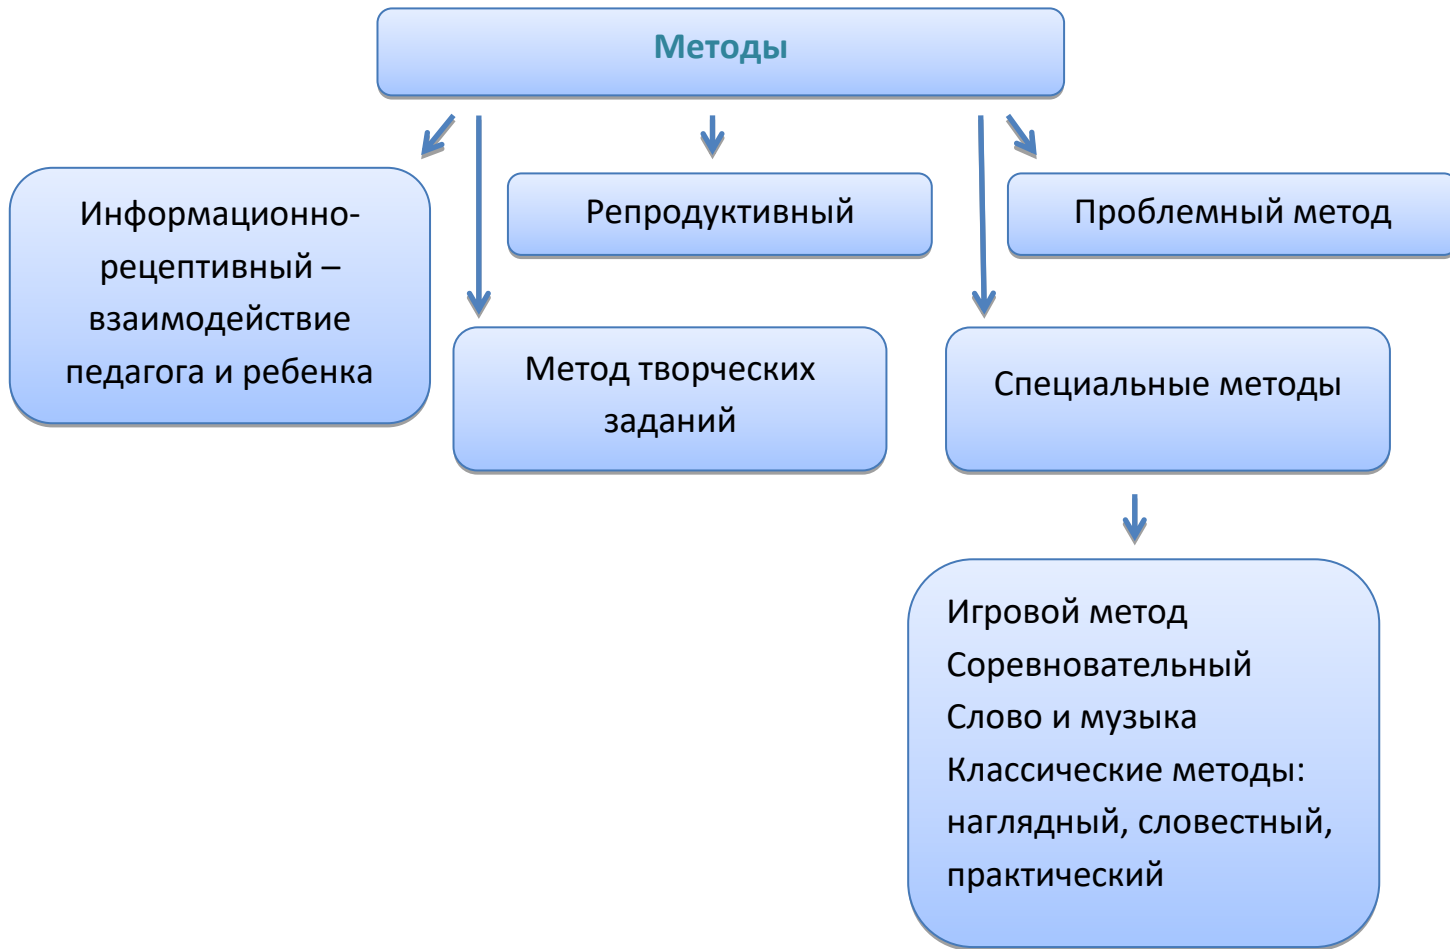 Методы
Информационно-
рецептивный –
взаимодействие
педагога и ребенка
Репродуктивный
Проблемный метод
Метод творческих
заданий
Специальные методы
Игровой метод
Соревновательный
Слово и музыка
Классические методы:
наглядный, словестный,
практический